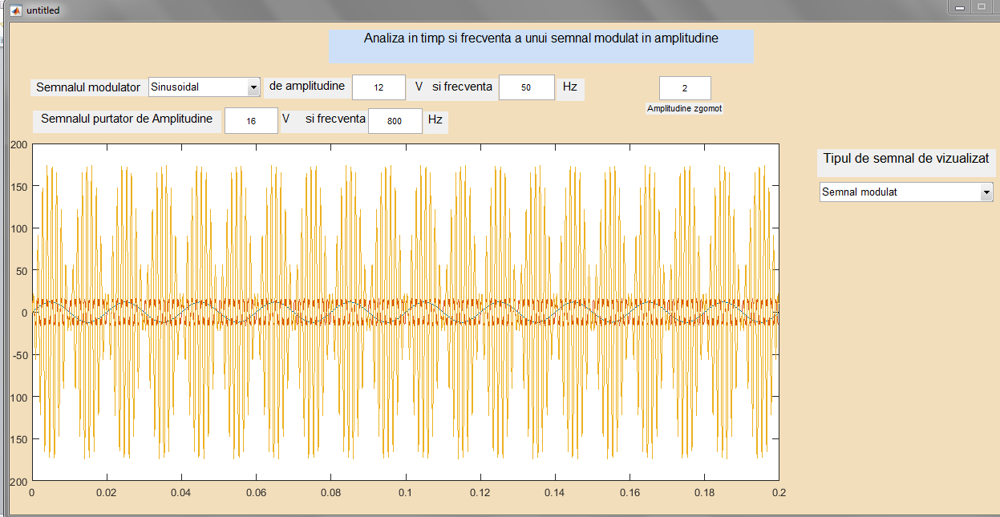 untitled
Analiza in timp si frecventa a unui semnal modulat in amplitudine
Semnalul modulator Sinusoidal de amplitudine 12 V si frecventa 50 Hz 2
Amplitudine zgomot
Semnalul purtator de Amplitudine 16 V si frecventa 800 Hz
Tipul de semnal de vizualizat
Semnal modulat
200
150
100
50
0
-50
100
150
200
0 0.02 0.04 0.06 0.08 0.1 0.12 0.14 0.16 0.18 0.2